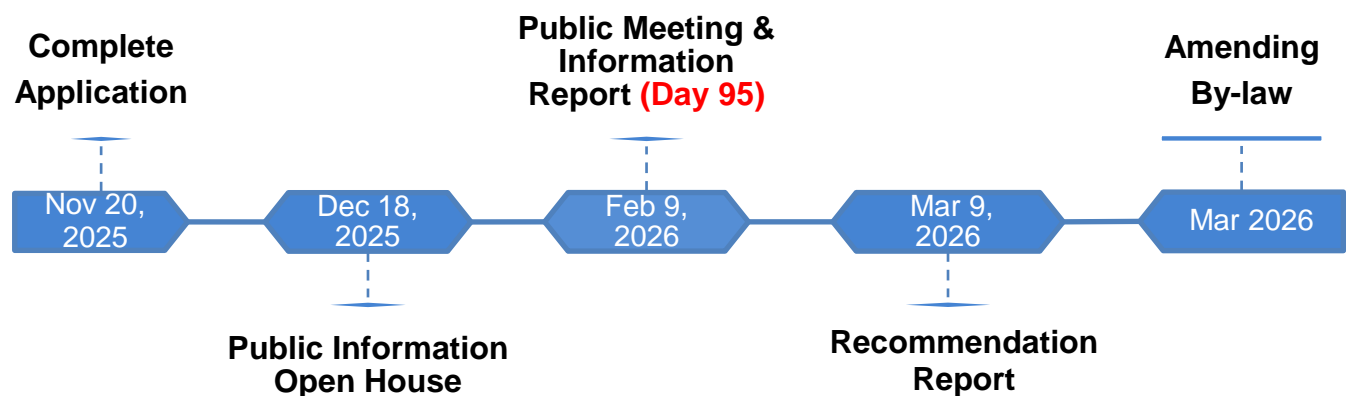 Complete
Application
Public Meeting &
Information
Report (Day 95)
Amending
By-law
Nov 20,
2025
Dec 18,
2025
Feb 9,
2026
Mar 9,
2026
Mar 2026
Public Information
Open House
Recommendation
Report